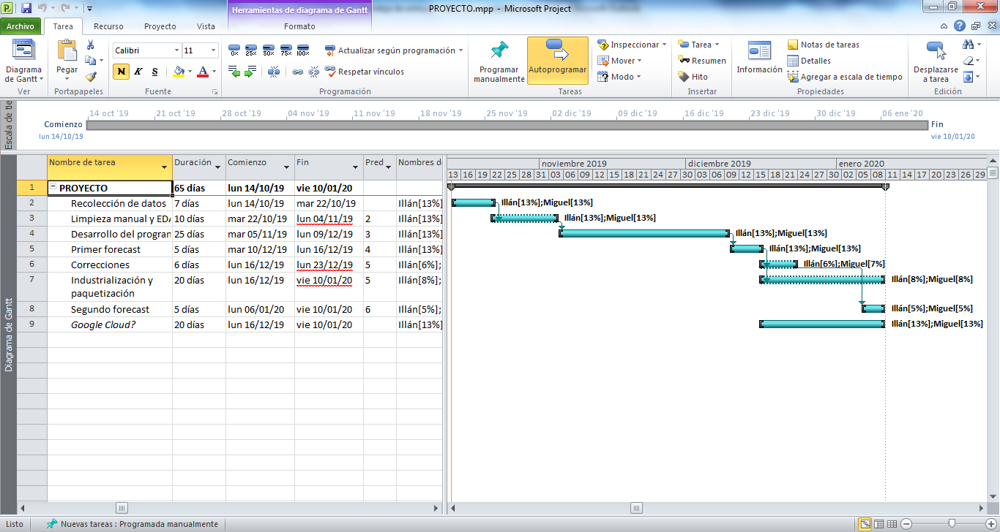 Herramientas de diagrama de Gantt
PROYECTO.mpp - Microsoft Project
Archivo Tarea Recurso Proyecto Vista Formato
Diagrama de Gantt
Ver
Pegar
Portapapeles
Calibri 11
N K S
Fuente
0% 25% 50% 75% 100%
Actualizar según programación
Respetar vínculos
Programación
Programar manualmente
Autoprogramar
Inspeccionar
Mover
Modo
Tareas
Tarea
Resumen
Hito
Insertar
Información
Notas de tareas
Detalles
Agregar a escala de tiempo
Propiedades
Desplazarse a tarea
Edición
Escala de tie
14 oct '19 21 oct '19 28 oct '19 04 nov '19 11 nov '19 18 nov '19 25 nov '19 02 dic '19 09 dic '19 16 dic '19 23 dic '19 30 dic '19 06 ene '20
Comienzo
lun 14/10/19
Fin
vie 10/01/20
Diagrama de Gantt
Nombre de tarea Duración Comienzo Fin Pred Nombres de
1 PROYECTO 65 días lun 14/10/19 vie 10/01/20
2 Recolección de datos 7 días lun 14/10/19 mar 22/10/19 Illán[13%]
3 Limpieza manual y EDA 10 días mar 22/10/19 lun 04/11/19 2 Illán[13%]
4 Desarrollo del program 25 días mar 05/11/19 lun 09/12/19 3 Illán[13%]
5 Primer forecast 5 días mar 10/12/19 lun 16/12/19 4 Illán[13%]
6 Correcciones 6 días lun 16/12/19 lun 23/12/19 5 Illán[6%];
7 Industrialización y paquetización 20 días lun 16/12/19 vie 10/01/20 5 Illán[8%];
8 Segundo forecast 5 días lun 06/01/20 vie 10/01/20 6 Illán[5%];
9 Google Cloud? 20 días lun 16/12/19 vie 10/01/20 Illán[13%]
noviembre 2019 diciembre 2019 enero 2020
13 16 19 22 25 28 31 03 06 09 12 15 18 21 24 27 30 03 06 09 12 15 18 21 24 27 30 02 05 08 11 14 17 20 23 26 29
Illán[13%];Miguel[13%]
Illán[13%];Miguel[13%]
Illán[13%];Miguel[13%]
Illán[13%];Miguel[13%]
Illán[6%];Miguel[7%]
Illán[8%];Miguel[8%]
Illán[5%];Miguel[5%]
Illán[13%];Miguel[13%]
Listo Nuevas tareas : Programada manualmente